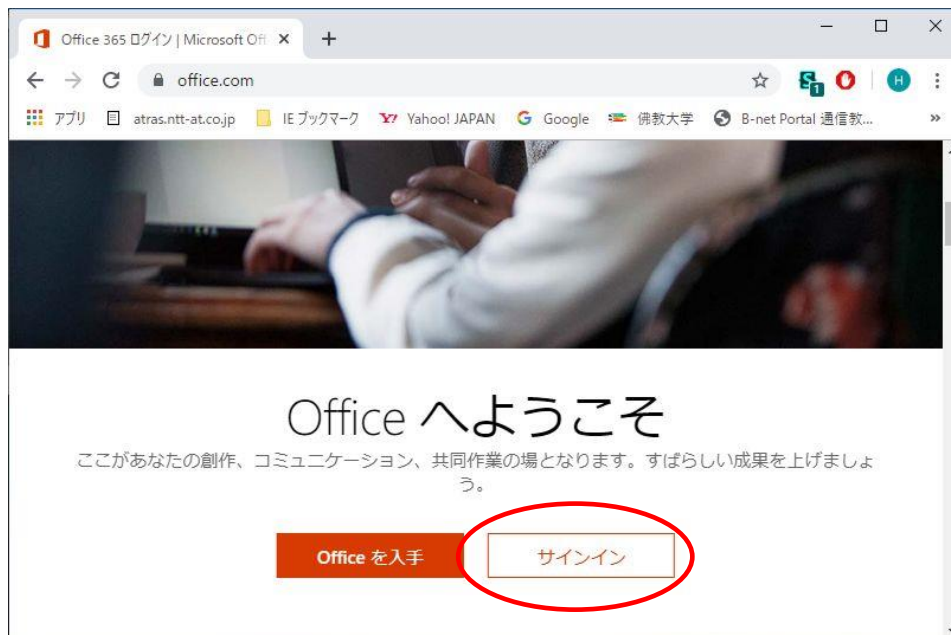 Office 365 ログイン | Microsoft Off
office.com
アプリ atras.ntt-at.co.jp IE ブックマーク Yahoo! JAPAN Google 佛教大学 B-net Portal 通信教... »
Office へようこそ
ここがあなたの創作、コミュニケーション、共同作業の場となります。すばらしい成果を上げましょ
う。
Office を入手 サインイン